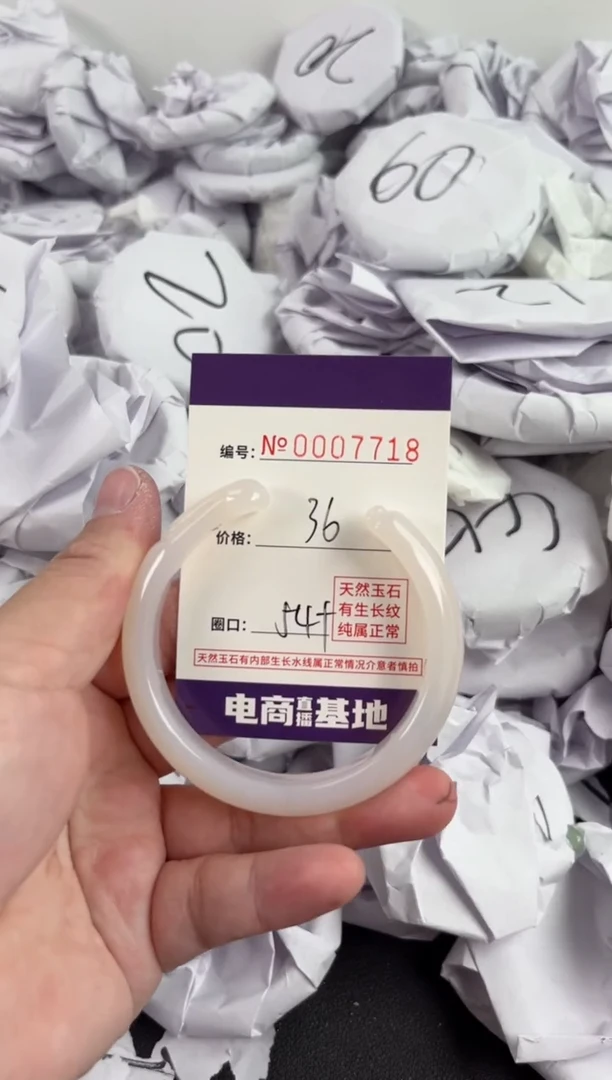 20
60
20
编号: №0007718
价格: 36
圈口: 54+
天然玉石
有生长纹
纯属正常
天然玉石有内部生长水线属正常情况介意者慎拍
电商直播基地